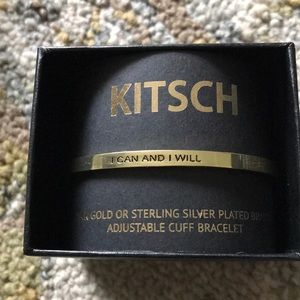 KITSCH
I CAN AND I WILL
GOLD OR STERLING SILVER PLATED
ADJUSTABLE CUFF BRACELET